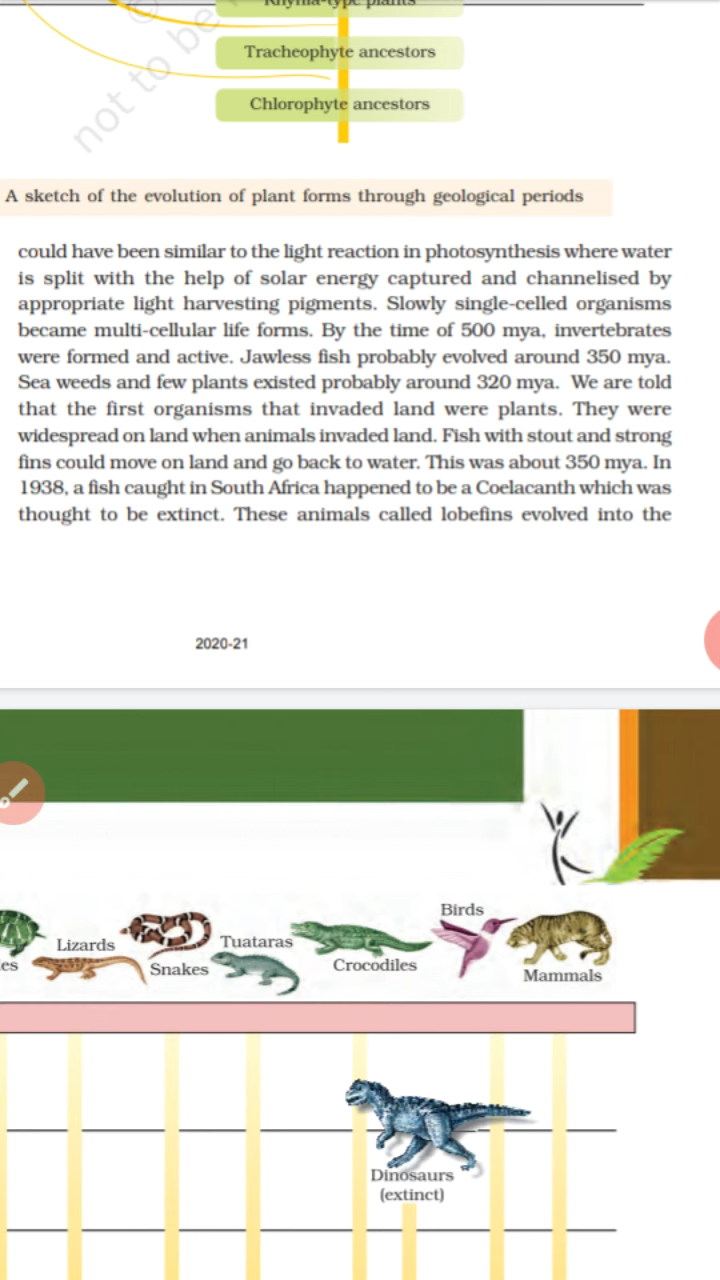 Rhynia-type plants
not to be
Tracheophyte ancestors
Chlorophyte ancestors
A sketch of the evolution of plant forms through geological periods
could have been similar to the light reaction in photosynthesis where water
is split with the help of solar energy captured and channelised by
appropriate light harvesting pigments. Slowly single-celled organisms
became multi-cellular life forms. By the time of 500 mya, invertebrates
were formed and active. Jawless fish probably evolved around 350 mya.
Sea weeds and few plants existed probably around 320 mya. We are told
that the first organisms that invaded land were plants. They were
widespread on land when animals invaded land. Fish with stout and strong
fins could move on land and go back to water. This was about 350 mya. In
1938, a fish caught in South Africa happened to be a Coelacanth which was
thought to be extinct. These animals called lobefins evolved into the
2020-21
es
Lizards
Snakes
Tuataras
Crocodiles
Birds
Mammals
Dinosaurs
(extinct)